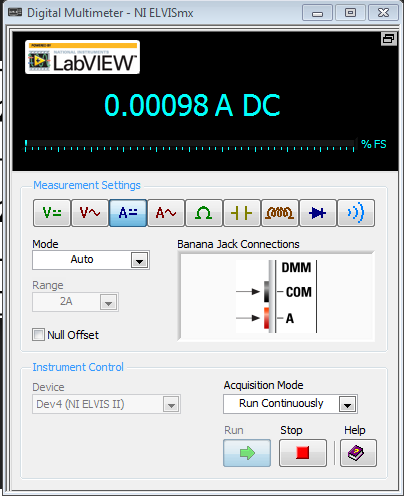 Digital Multimeter - NI ELVISmx
POWERED BY
NATIONAL INSTRUMENTS
LabVIEW™
0.00098 A DC
% FS
Measurement Settings
V= V~ A= A~ Ω
Mode
Banana Jack Connections
Auto
DMM
COM
A
Range
2A
Null Offset
Instrument Control
Device
Acquisition Mode
Dev4 (NI ELVIS II)
Run Continuously
Run Stop Help